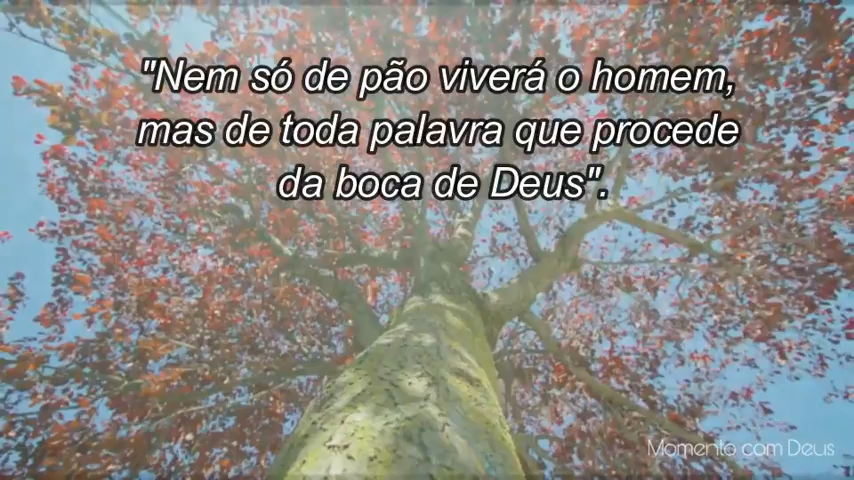 "Nem só de pão viverá o homem,
mas de toda palavra que procede
da boca de Deus".
Momento com Deus